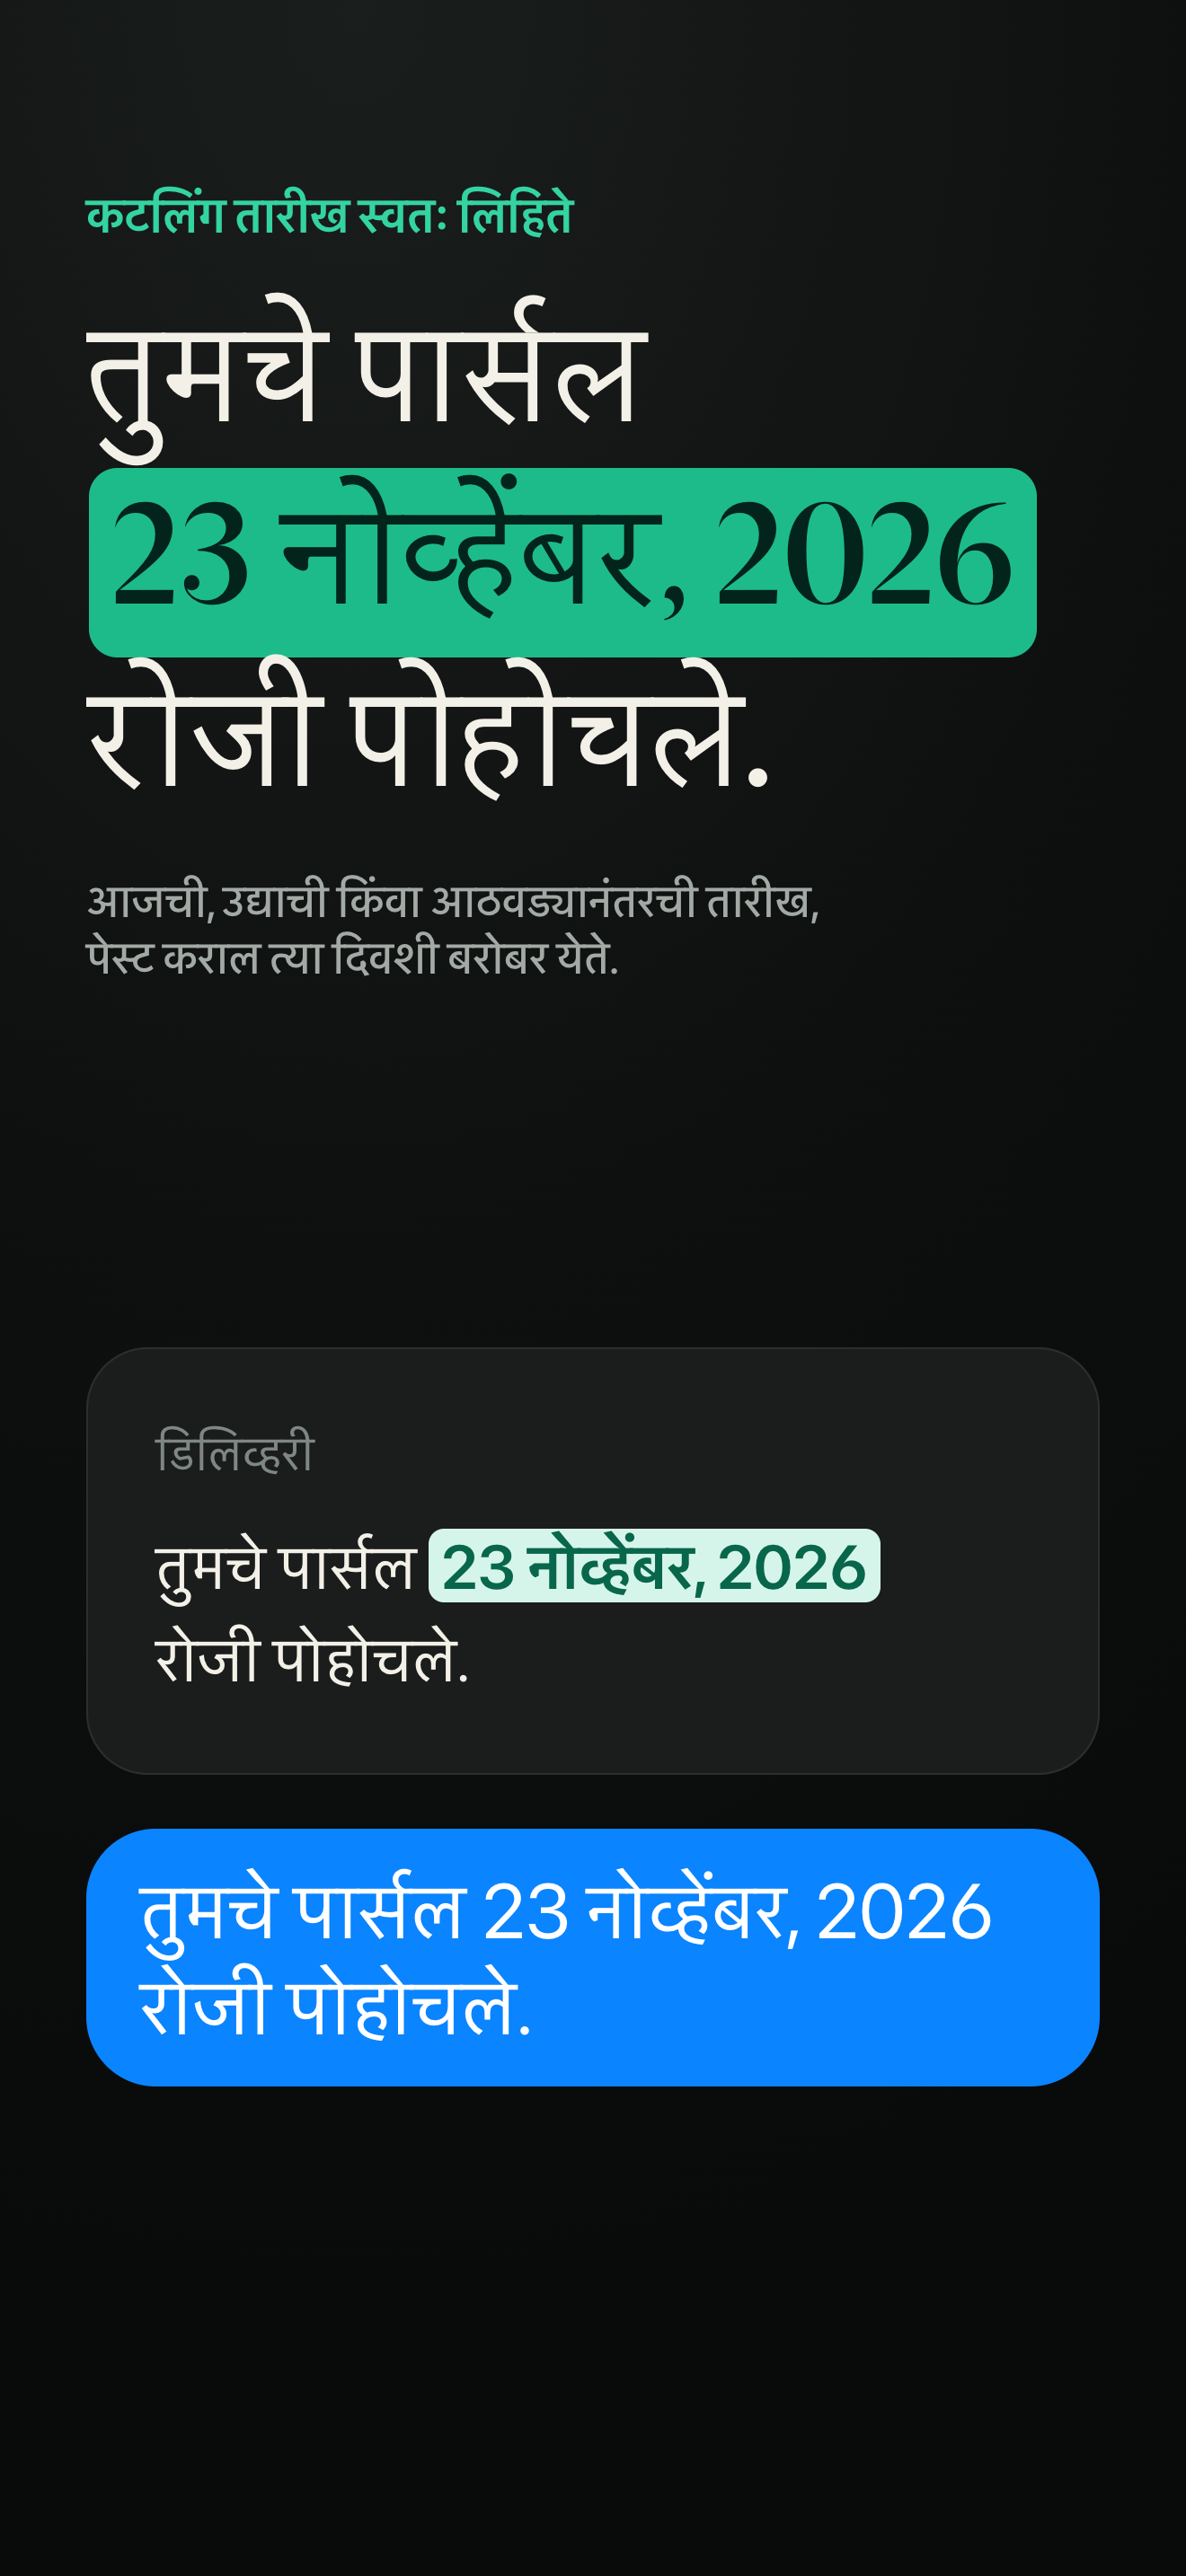 कटलिंग तारीख स्वतः लिहिते
तुमचे पार्सल
23 नोव्हेंबर, 2026
रोजी पोहोचले.
आजची, उद्याची किंवा आठवड्यानंतरची तारीख,
पेस्ट कराल त्या दिवशी बरोबर येते.
डिलिव्हरी
तुमचे पार्सल 23 नोव्हेंबर, 2026
रोजी पोहोचले.
तुमचे पार्सल 23 नोव्हेंबर, 2026
रोजी पोहोचले.